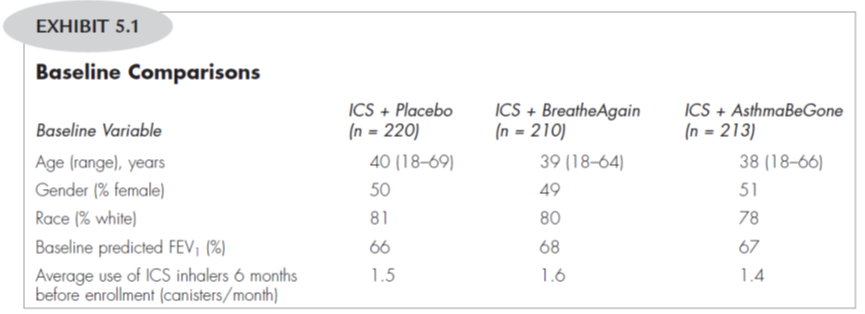 EXHIBIT 5.1
Baseline Comparisons
Baseline Variable ICS + Placebo (n = 220) ICS + BreatheAgain (n = 210) ICS + AsthmaBeGone (n = 213)
Age (range), years 40 (18–69) 39 (18–64) 38 (18–66)
Gender (% female) 50 49 51
Race (% white) 81 80 78
Baseline predicted FEV₁ (%) 66 68 67
Average use of ICS inhalers 6 months 1.5 1.6 1.4
before enrollment (canisters/month)